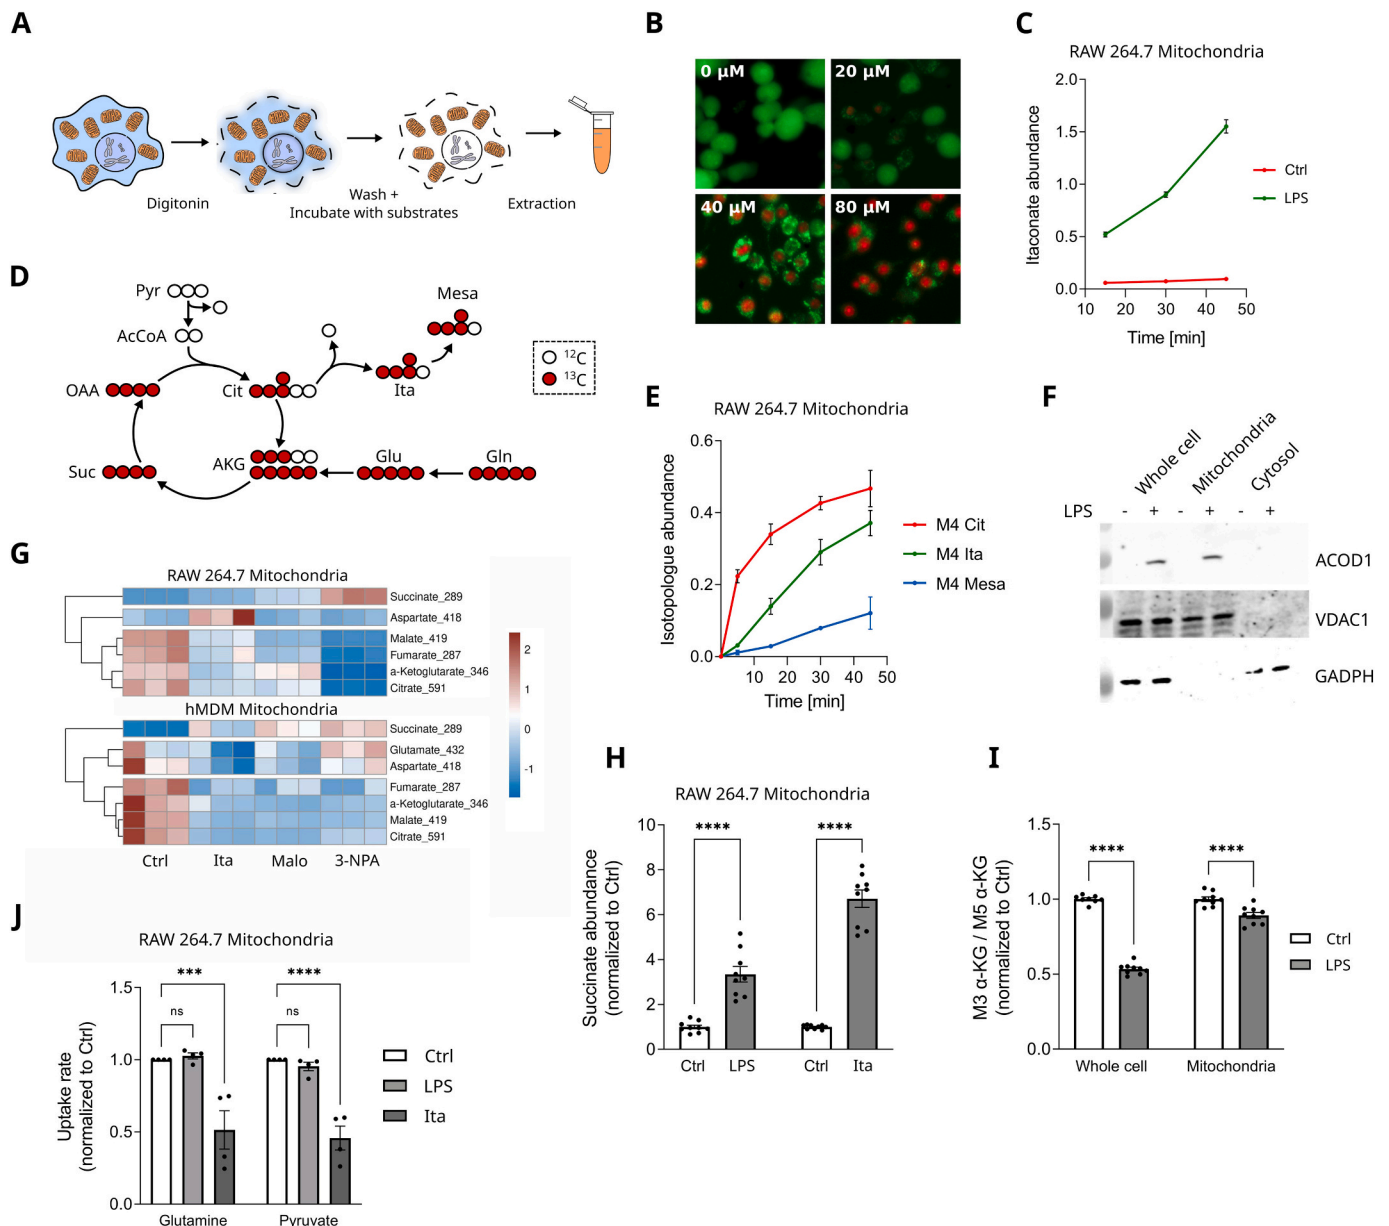 A
Digitonin
Wash +
Incubate with substrates
Extraction
B
0 µM
20 µM
40 µM
80 µM
C
RAW 264.7 Mitochondria
Itaconate abundance
2.0
1.5
1.0
0.5
0.0
10
20
30
40
50
Time [min]
Ctrl
LPS
D
Pyr
AcCoA
OAA
Cit
Ita
Mesa
Suc
AKG
Glu
Gln
12C
13C
E
RAW 264.7 Mitochondria
Isotopologue abundance
0.6
0.4
0.2
0.0
10
20
30
40
50
Time [min]
M4 Cit
M4 Ita
M4 Mesa
F
Whole cell
Mitochondria
Cytosol
LPS - + - + - +
ACOD1
VDAC1
GADPH
G
RAW 264.7 Mitochondria
Succinate_289
Aspartate_418
Malate_419
Fumarate_287
a-Ketoglutarate_346
Citrate_591
hMDM Mitochondria
Succinate_289
Glutamate_432
Aspartate_418
Fumarate_287
a-Ketoglutarate_346
Malate_419
Citrate_591
Ctrl
Ita
Malo
3-NPA
2
1
0
-1
H
RAW 264.7 Mitochondria
Succinate abundance
(normalized to Ctrl)
10
8
6
4
2
0
****
****
Ctrl
LPS
Ctrl
Ita
I
M3 α-KG / M5 α-KG
(normalized to Ctrl)
1.5
1.0
0.5
0.0
****
****
Whole cell
Mitochondria
Ctrl
LPS
J
RAW 264.7 Mitochondria
Uptake rate
(normalized to Ctrl)
1.5
1.0
0.5
0.0
***
ns
****
ns
Glutamine
Pyruvate
Ctrl
LPS
Ita